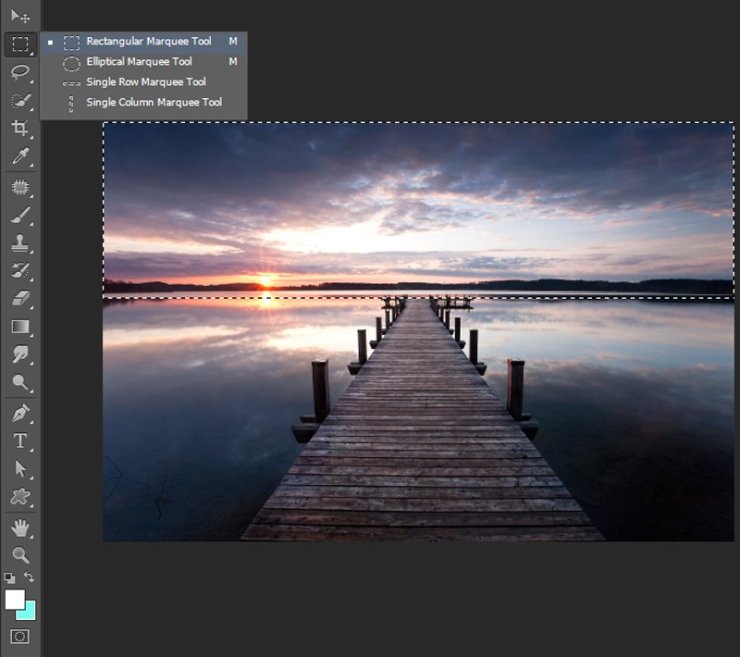 Rectangular Marquee Tool M
Elliptical Marquee Tool M
Single Row Marquee Tool
Single Column Marquee Tool
T